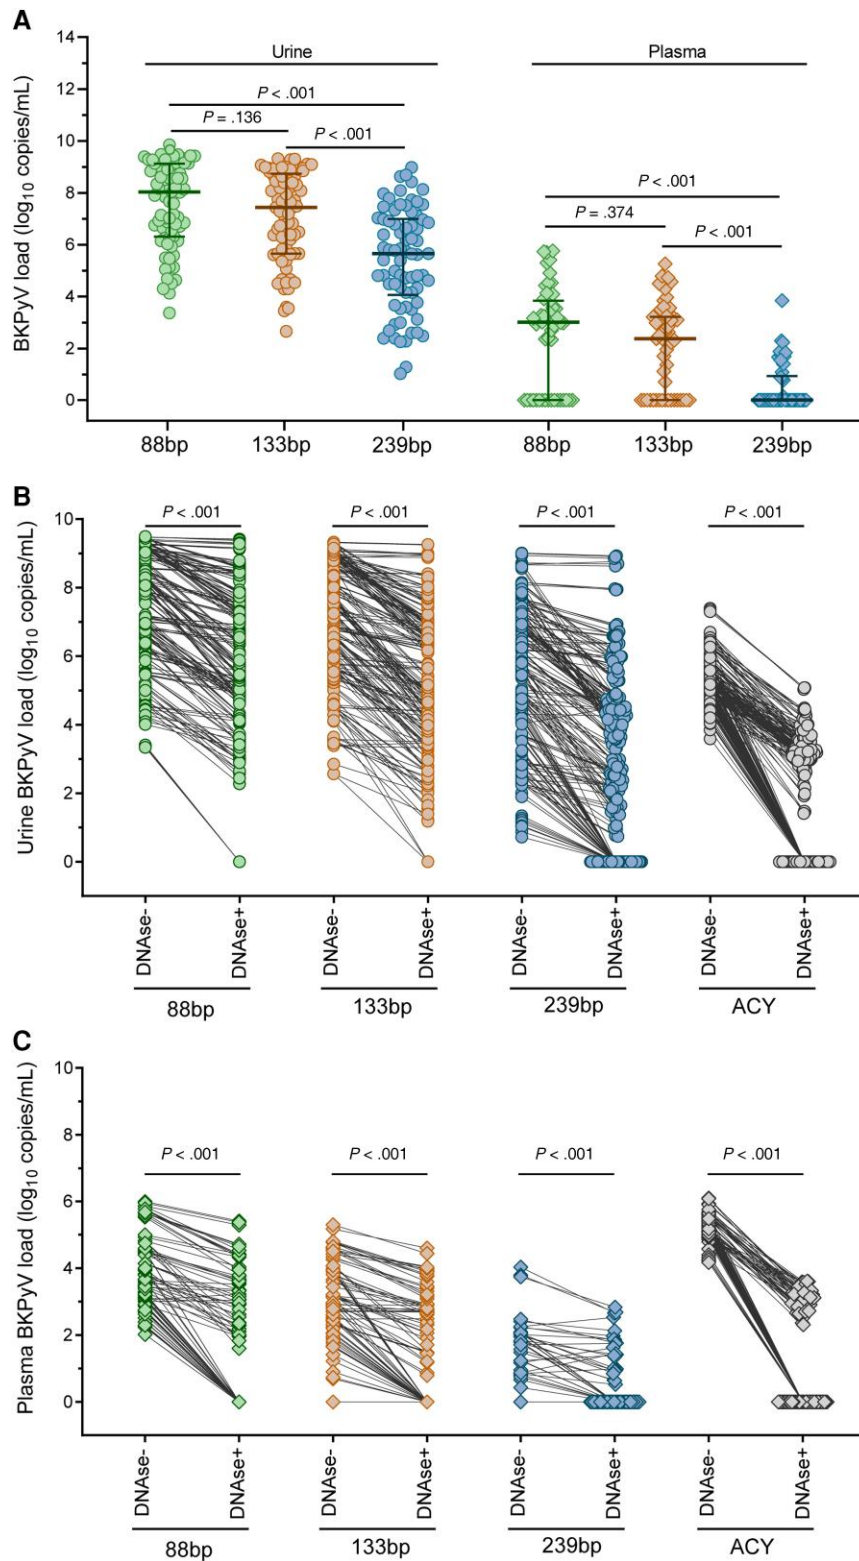 A
14
12
10
8
6
4
2
0
BKPyV load (log10 copies/mL)
Urine
Plasma
P < .001
P = .136
P < .001
P < .001
P = .374
P < .001
88bp
133bp
239bp
88bp
133bp
239bp
B
10
8
6
4
2
0
Urine BKPyV load (log10 copies/mL)
P < .001
P < .001
P < .001
P < .001
DNAse-
DNAse+
DNAse-
DNAse+
DNAse-
DNAse+
DNAse-
DNAse+
88bp
133bp
239bp
ACY
C
10
8
6
4
2
0
Plasma BKPyV load (log10 copies/mL)
P < .001
P < .001
P < .001
P < .001
DNAse-
DNAse+
DNAse-
DNAse+
DNAse-
DNAse+
DNAse-
DNAse+
88bp
133bp
239bp
ACY